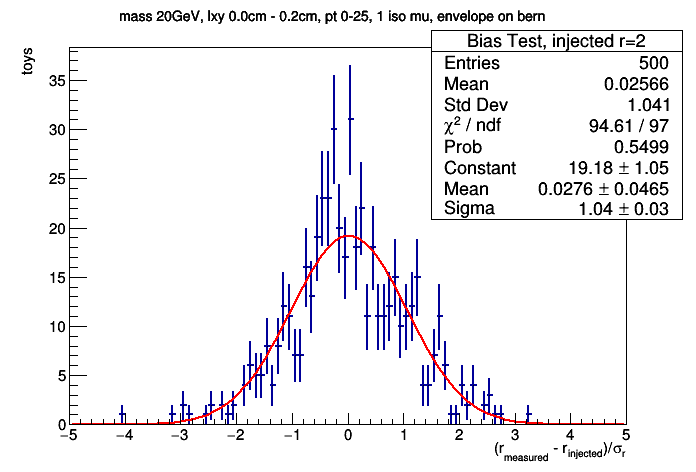 mass 20GeV, lxy 0.0cm - 0.2cm, pt 0-25, 1 iso mu, envelope on bern
toys
Bias Test, injected r=2
Entries 500
Mean 0.02566
Std Dev 1.041
χ² / ndf 94.61 / 97
Prob 0.5499
Constant 19.18 ± 1.05
Mean 0.0276 ± 0.0465
Sigma 1.04 ± 0.03
35
30
25
20
15
10
5
0
−5 −4 −3 −2 −1 0 1 2 3 4 5
(r_measured - r_injected)/σ_r